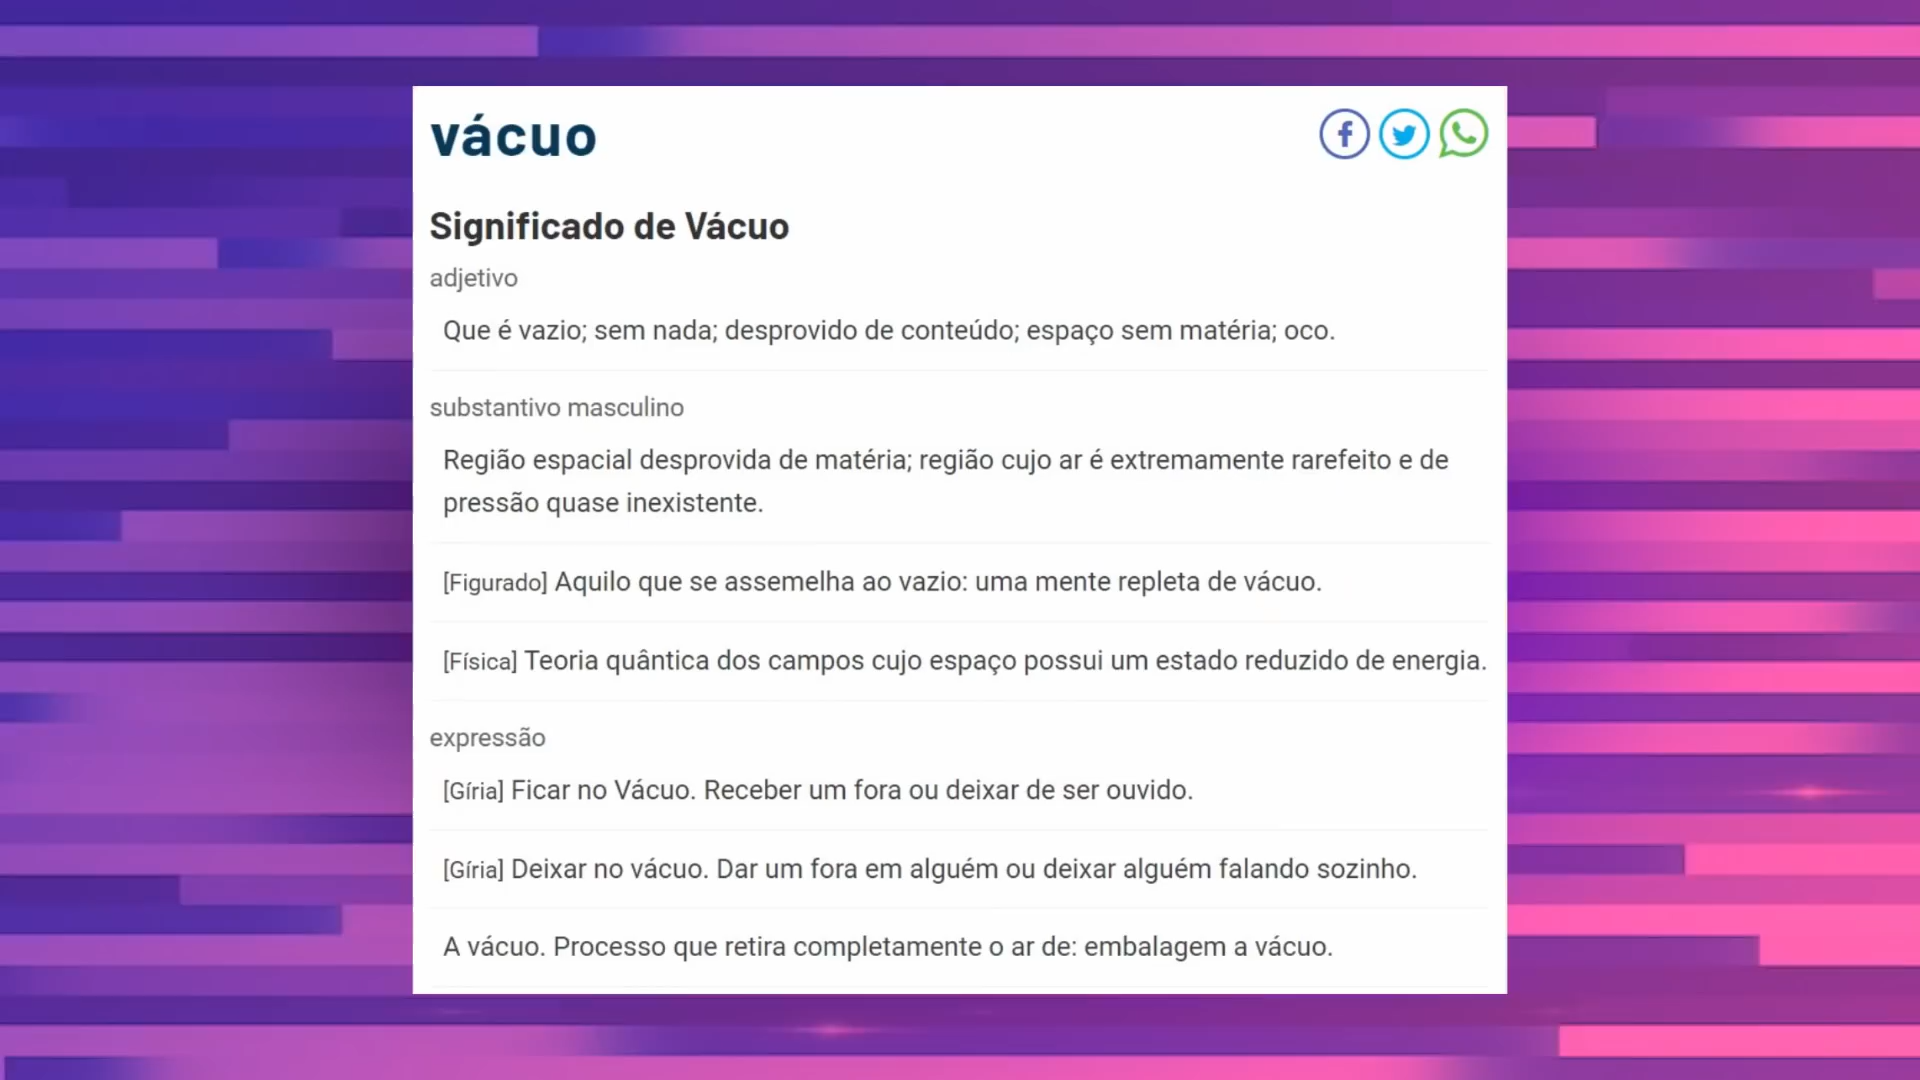 vácuo
Significado de Vácuo
adjetivo
Que é vazio; sem nada; desprovido de conteúdo; espaço sem matéria; oco.
substantivo masculino
Região espacial desprovida de matéria; região cujo ar é extremamente rarefeito e de
pressão quase inexistente.
[Figurado] Aquilo que se assemelha ao vazio: uma mente repleta de vácuo.
[Física] Teoria quântica dos campos cujo espaço possui um estado reduzido de energia.
expressão
[Gíria] Ficar no Vácuo. Receber um fora ou deixar de ser ouvido.
[Gíria] Deixar no vácuo. Dar um fora em alguém ou deixar alguém falando sozinho.
A vácuo. Processo que retira completamente o ar de: embalagem a vácuo.